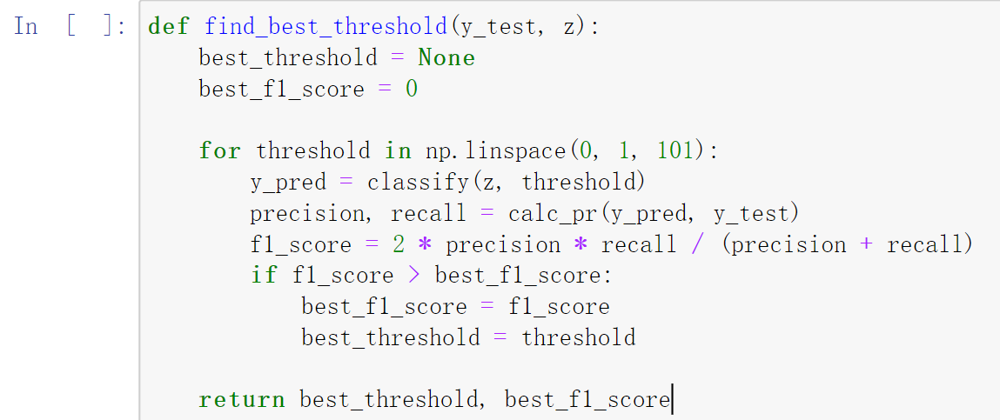 In [ ]: def find_best_threshold(y_test, z):
    best_threshold = None
    best_f1_score = 0

    for threshold in np.linspace(0, 1, 101):
        y_pred = classify(z, threshold)
        precision, recall = calc_pr(y_pred, y_test)
        f1_score = 2 * precision * recall / (precision + recall)
        if f1_score > best_f1_score:
            best_f1_score = f1_score
            best_threshold = threshold

    return best_threshold, best_f1_score